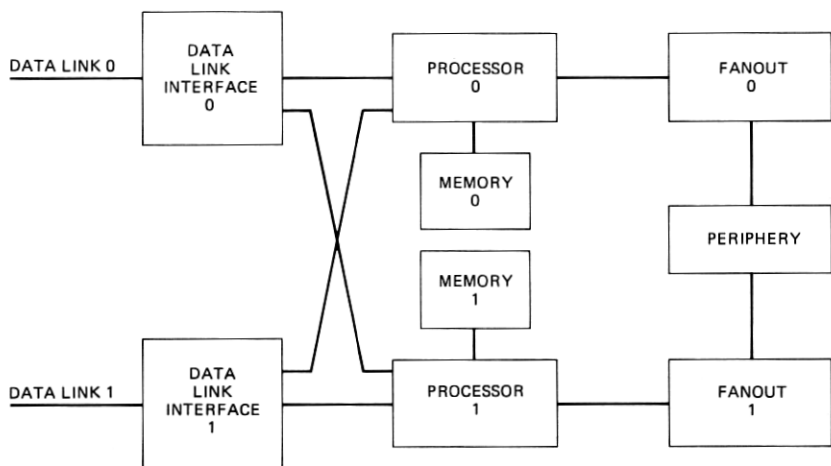 DATA LINK 0
DATA
LINK
INTERFACE
0
PROCESSOR
0
FANOUT
0
MEMORY
0
PERIPHERY
MEMORY
1
DATA LINK 1
DATA
LINK
INTERFACE
1
PROCESSOR
1
FANOUT
1